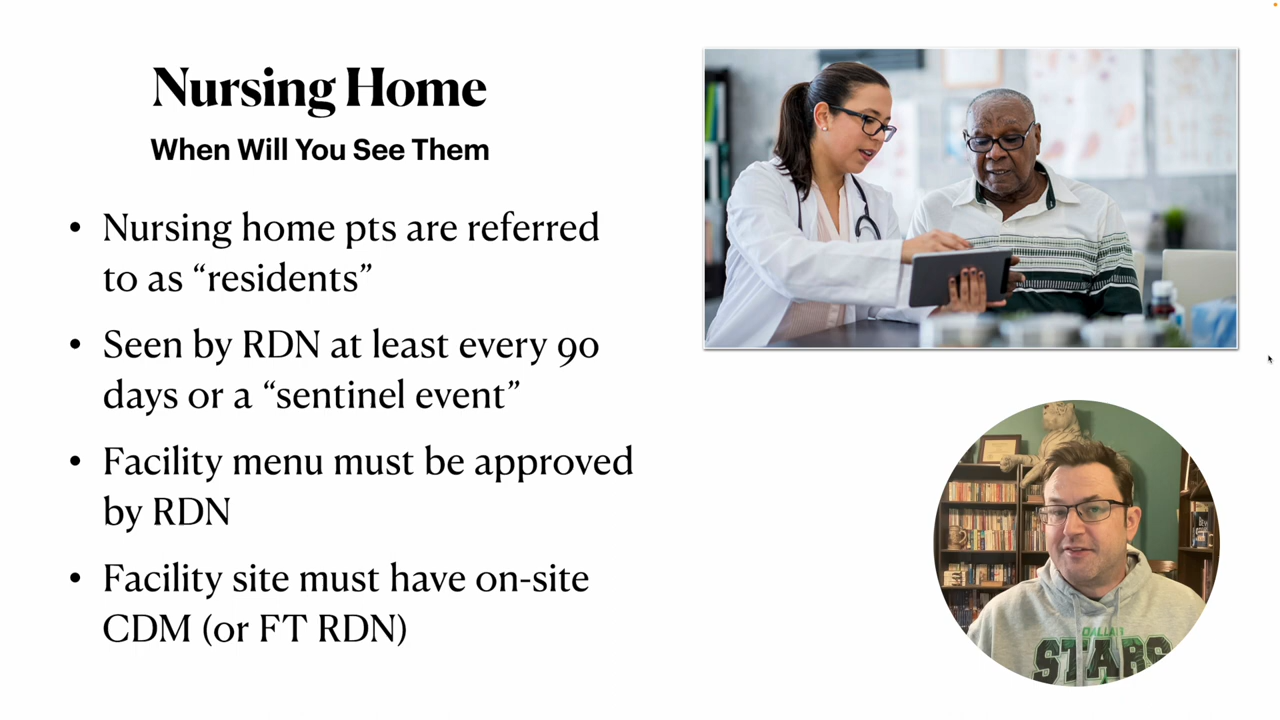 Nursing Home
When Will You See Them
• Nursing home pts are referred
to as “residents”
• Seen by RDN at least every 90
days or a “sentinel event”
• Facility menu must be approved
by RDN
• Facility site must have on-site
CDM (or FT RDN)
DALLAS
STARS